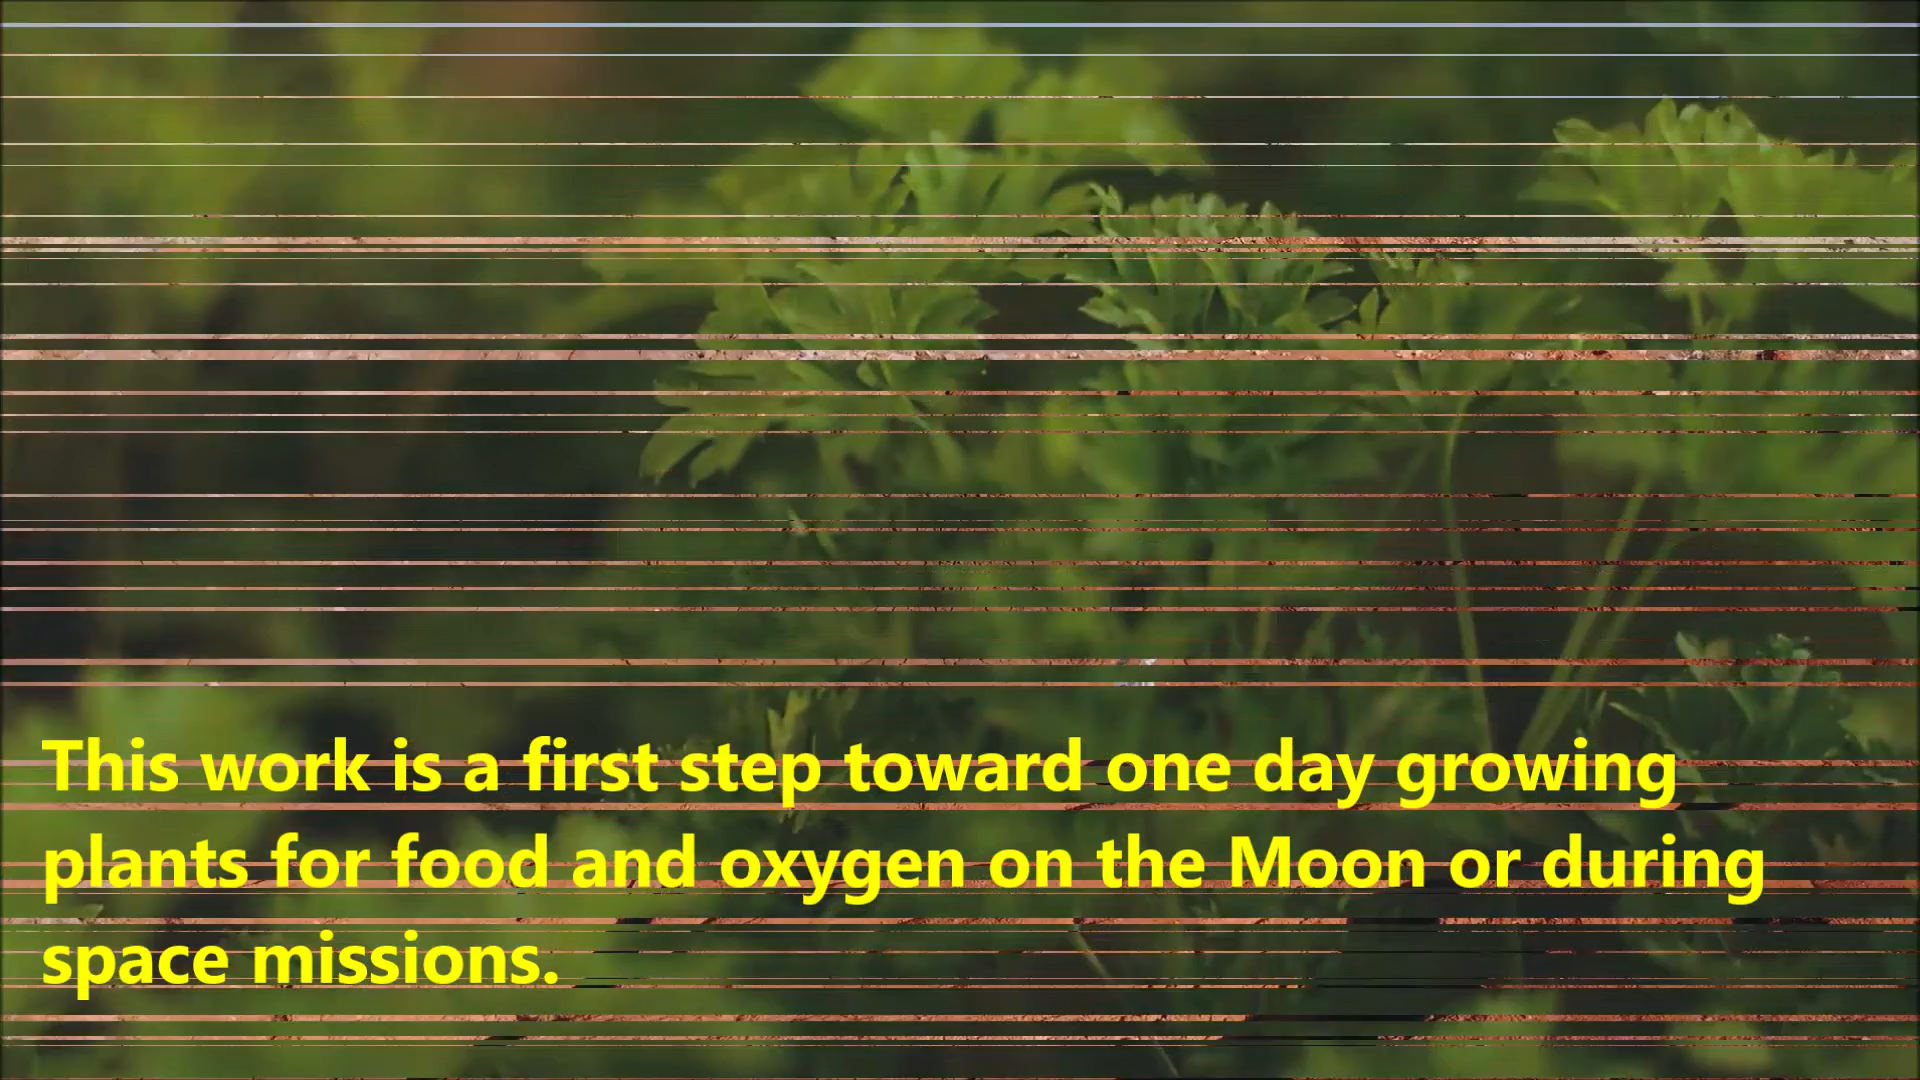 This work is a first step toward one day growing
plants for food and oxygen on the Moon or during
space missions.